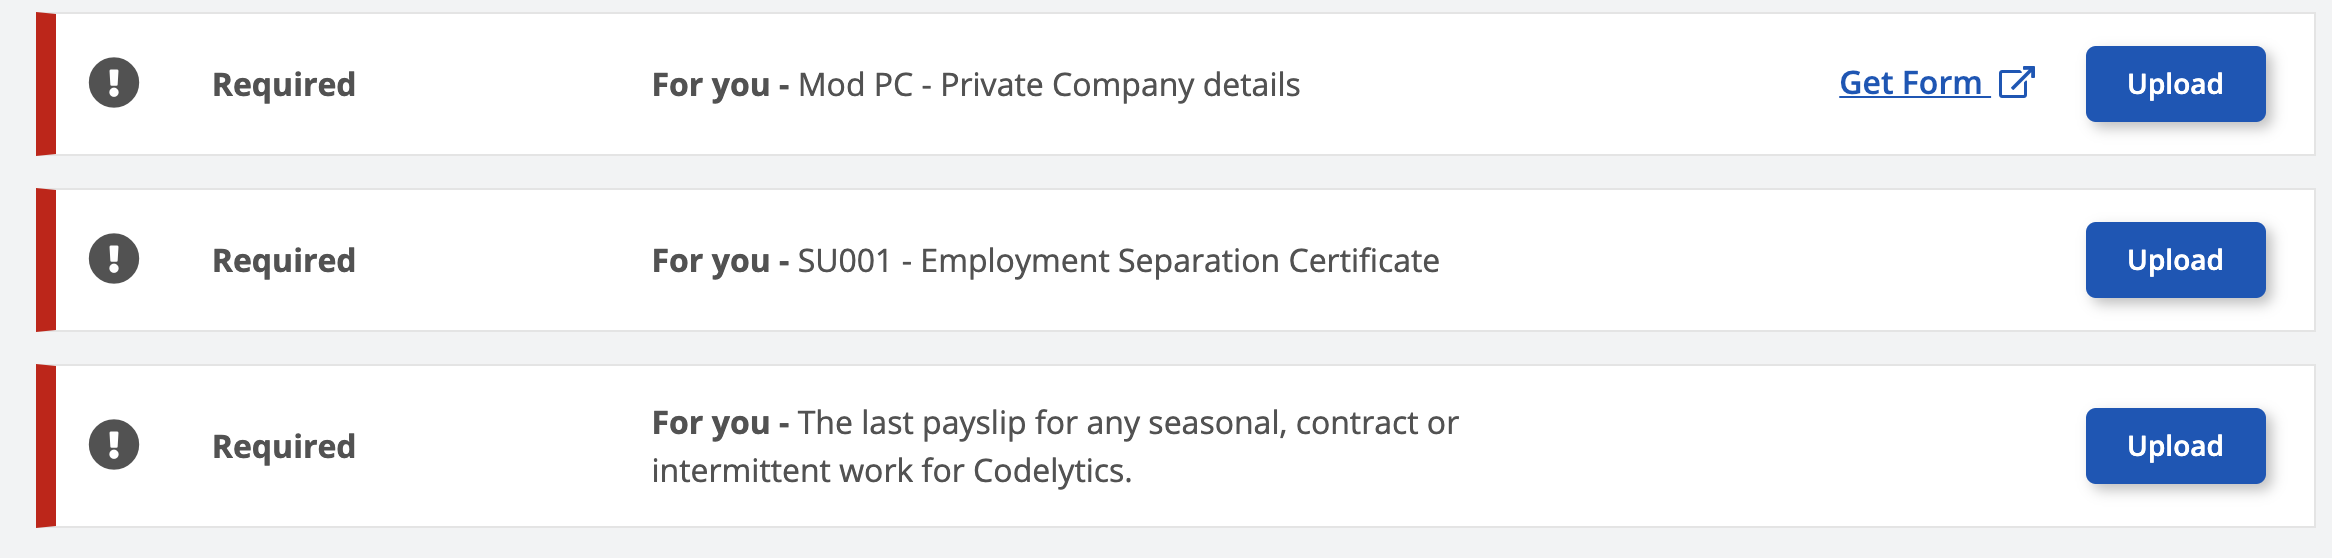 Required For you - Mod PC - Private Company details Get Form Upload
Required For you - SU001 - Employment Separation Certificate Upload
Required For you - The last payslip for any seasonal, contract or
intermittent work for Codelytics. Upload